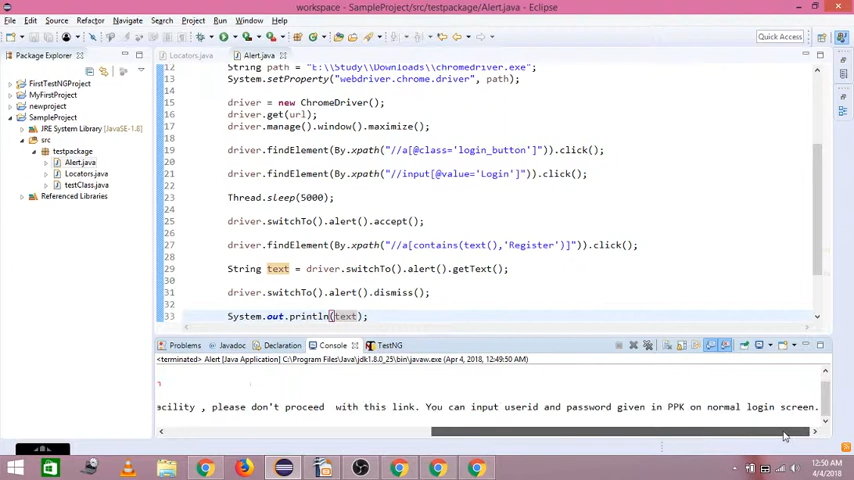 workspace - SampleProject/src/testpackage/Alert.java - Eclipse
File Edit Source Refactor Navigate Search Project Run Window Help
Quick Access
Package Explorer
Locators.java Alert.java
FirstTestNGProject
MyFirstProject
newproject
SampleProject
JRE System Library [JavaSE-1.8]
src
testpackage
Alert.java
Locators.java
testClass.java
Referenced Libraries
12 String path = "E:\\Study\\Downloads\\chromedriver.exe";
13 System.setProperty("webdriver.chrome.driver", path);
14
15 driver = new ChromeDriver();
16 driver.get(url);
17 driver.manage().window().maximize();
18
19 driver.findElement(By.xpath("//a[@class='login_button']")).click();
20
21 driver.findElement(By.xpath("//input[@value='Login']")).click();
22
23 Thread.sleep(5000);
24
25 driver.switchTo().alert().accept();
26
27 driver.findElement(By.xpath("//a[contains(text(),'Register')]")).click();
28
29 String text = driver.switchTo().alert().getText();
30
31 driver.switchTo().alert().dismiss();
32
33 System.out.println(text);
Problems Javadoc Declaration Console TestNG
<terminated> Alert [Java Application] C:\Program Files\Java\jdk1.8.0_25\bin\javaw.exe (Apr 4, 2018, 12:49:50 AM)
acility , please don't proceed with this link. You can input userid and password given in PPK on normal login screen.
12:50 AM
4/4/2018